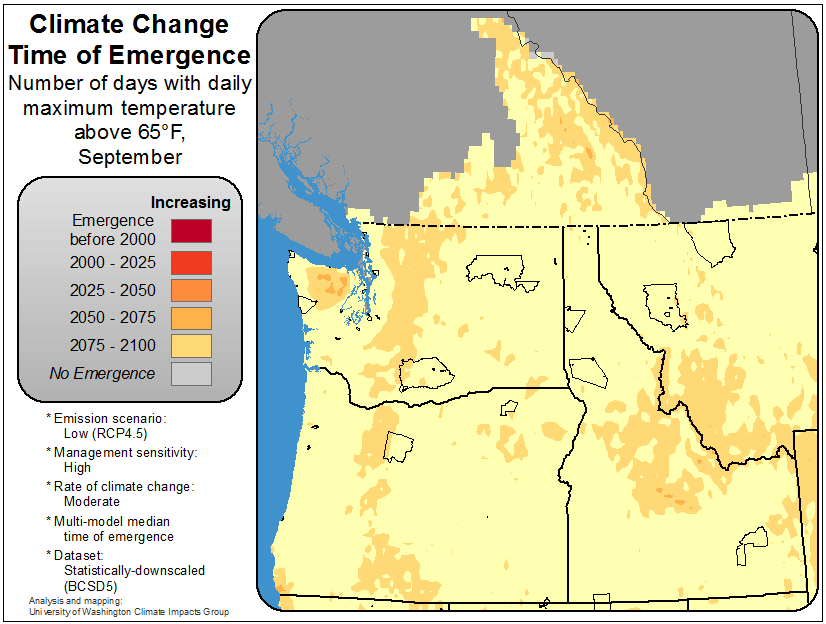 Climate Change
Time of Emergence
Number of days with daily
maximum temperature
above 65°F,
September
Increasing
Emergence
before 2000
2000 - 2025
2025 - 2050
2050 - 2075
2075 - 2100
No Emergence
* Emission scenario:
Low (RCP4.5)
* Management sensitivity:
High
* Rate of climate change:
Moderate
* Multi-model median
time of emergence
* Dataset:
Statistically-downscaled
(BCSD5)
Analysis and mapping:
University of Washington Climate Impacts Group